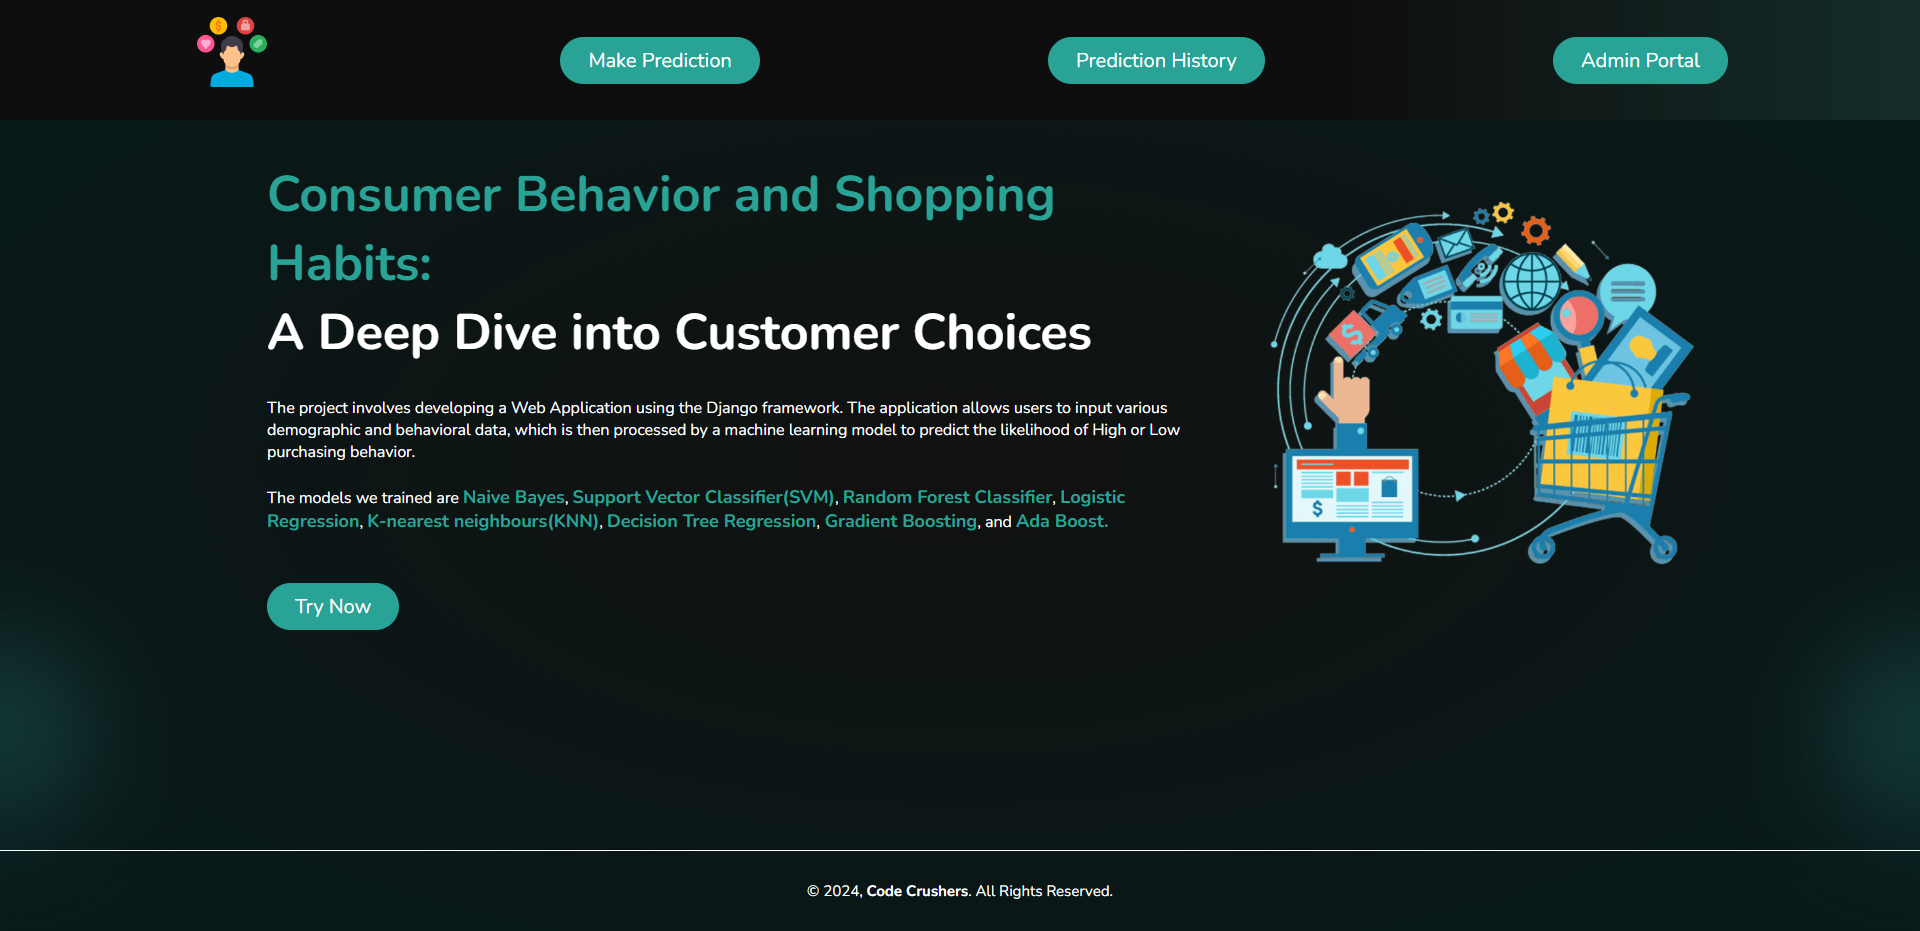 Make Prediction
Prediction History
Admin Portal
Consumer Behavior and Shopping
Habits:
A Deep Dive into Customer Choices
The project involves developing a Web Application using the Django framework. The application allows users to input various
demographic and behavioral data, which is then processed by a machine learning model to predict the likelihood of High or Low
purchasing behavior.
The models we trained are Naive Bayes, Support Vector Classifier(SVM), Random Forest Classifier, Logistic
Regression, K-nearest neighbours(KNN), Decision Tree Regression, Gradient Boosting, and Ada Boost.
$
$
Try Now
© 2024, Code Crushers. All Rights Reserved.